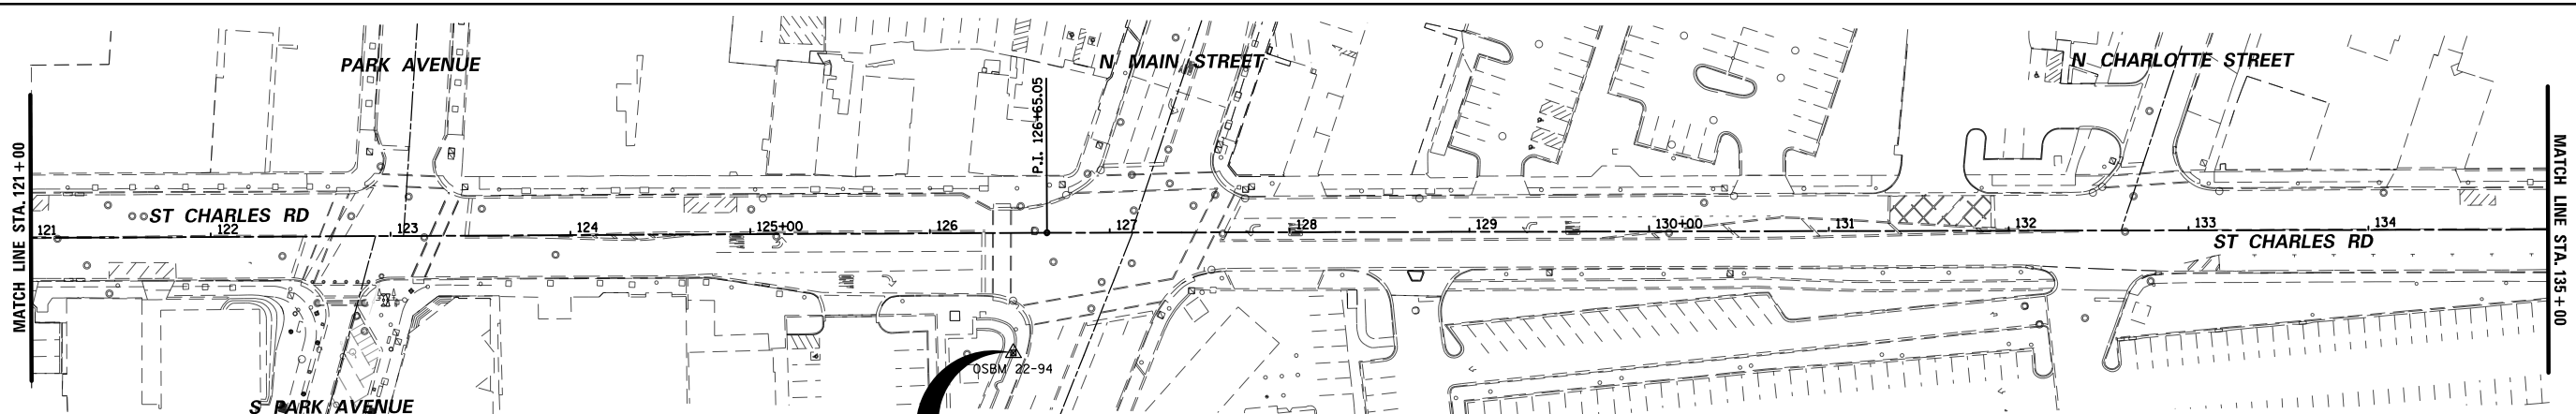 PARK AVENUE
N MAIN STREET
N CHARLOTTE STREET
P.I. 126+65.05
MATCH LINE STA. 121+00
MATCH LINE STA. 135+00
ST CHARLES RD
121
122
123
124
125+00
126
127
128
129
130+00
131
132
133
134
ST CHARLES RD
OSBM 22-94
S PARK AVENUE